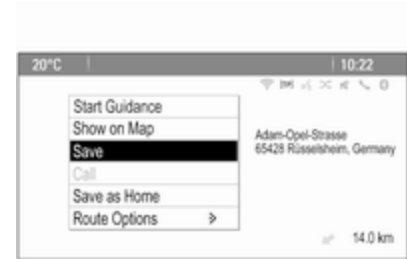 20°C
10:22
Start Guidance
Show on Map
Save
Call
Save as Home
Route Options
Adam-Opel-Strasse
65428 Rüsselsheim, Germany
14.0 km